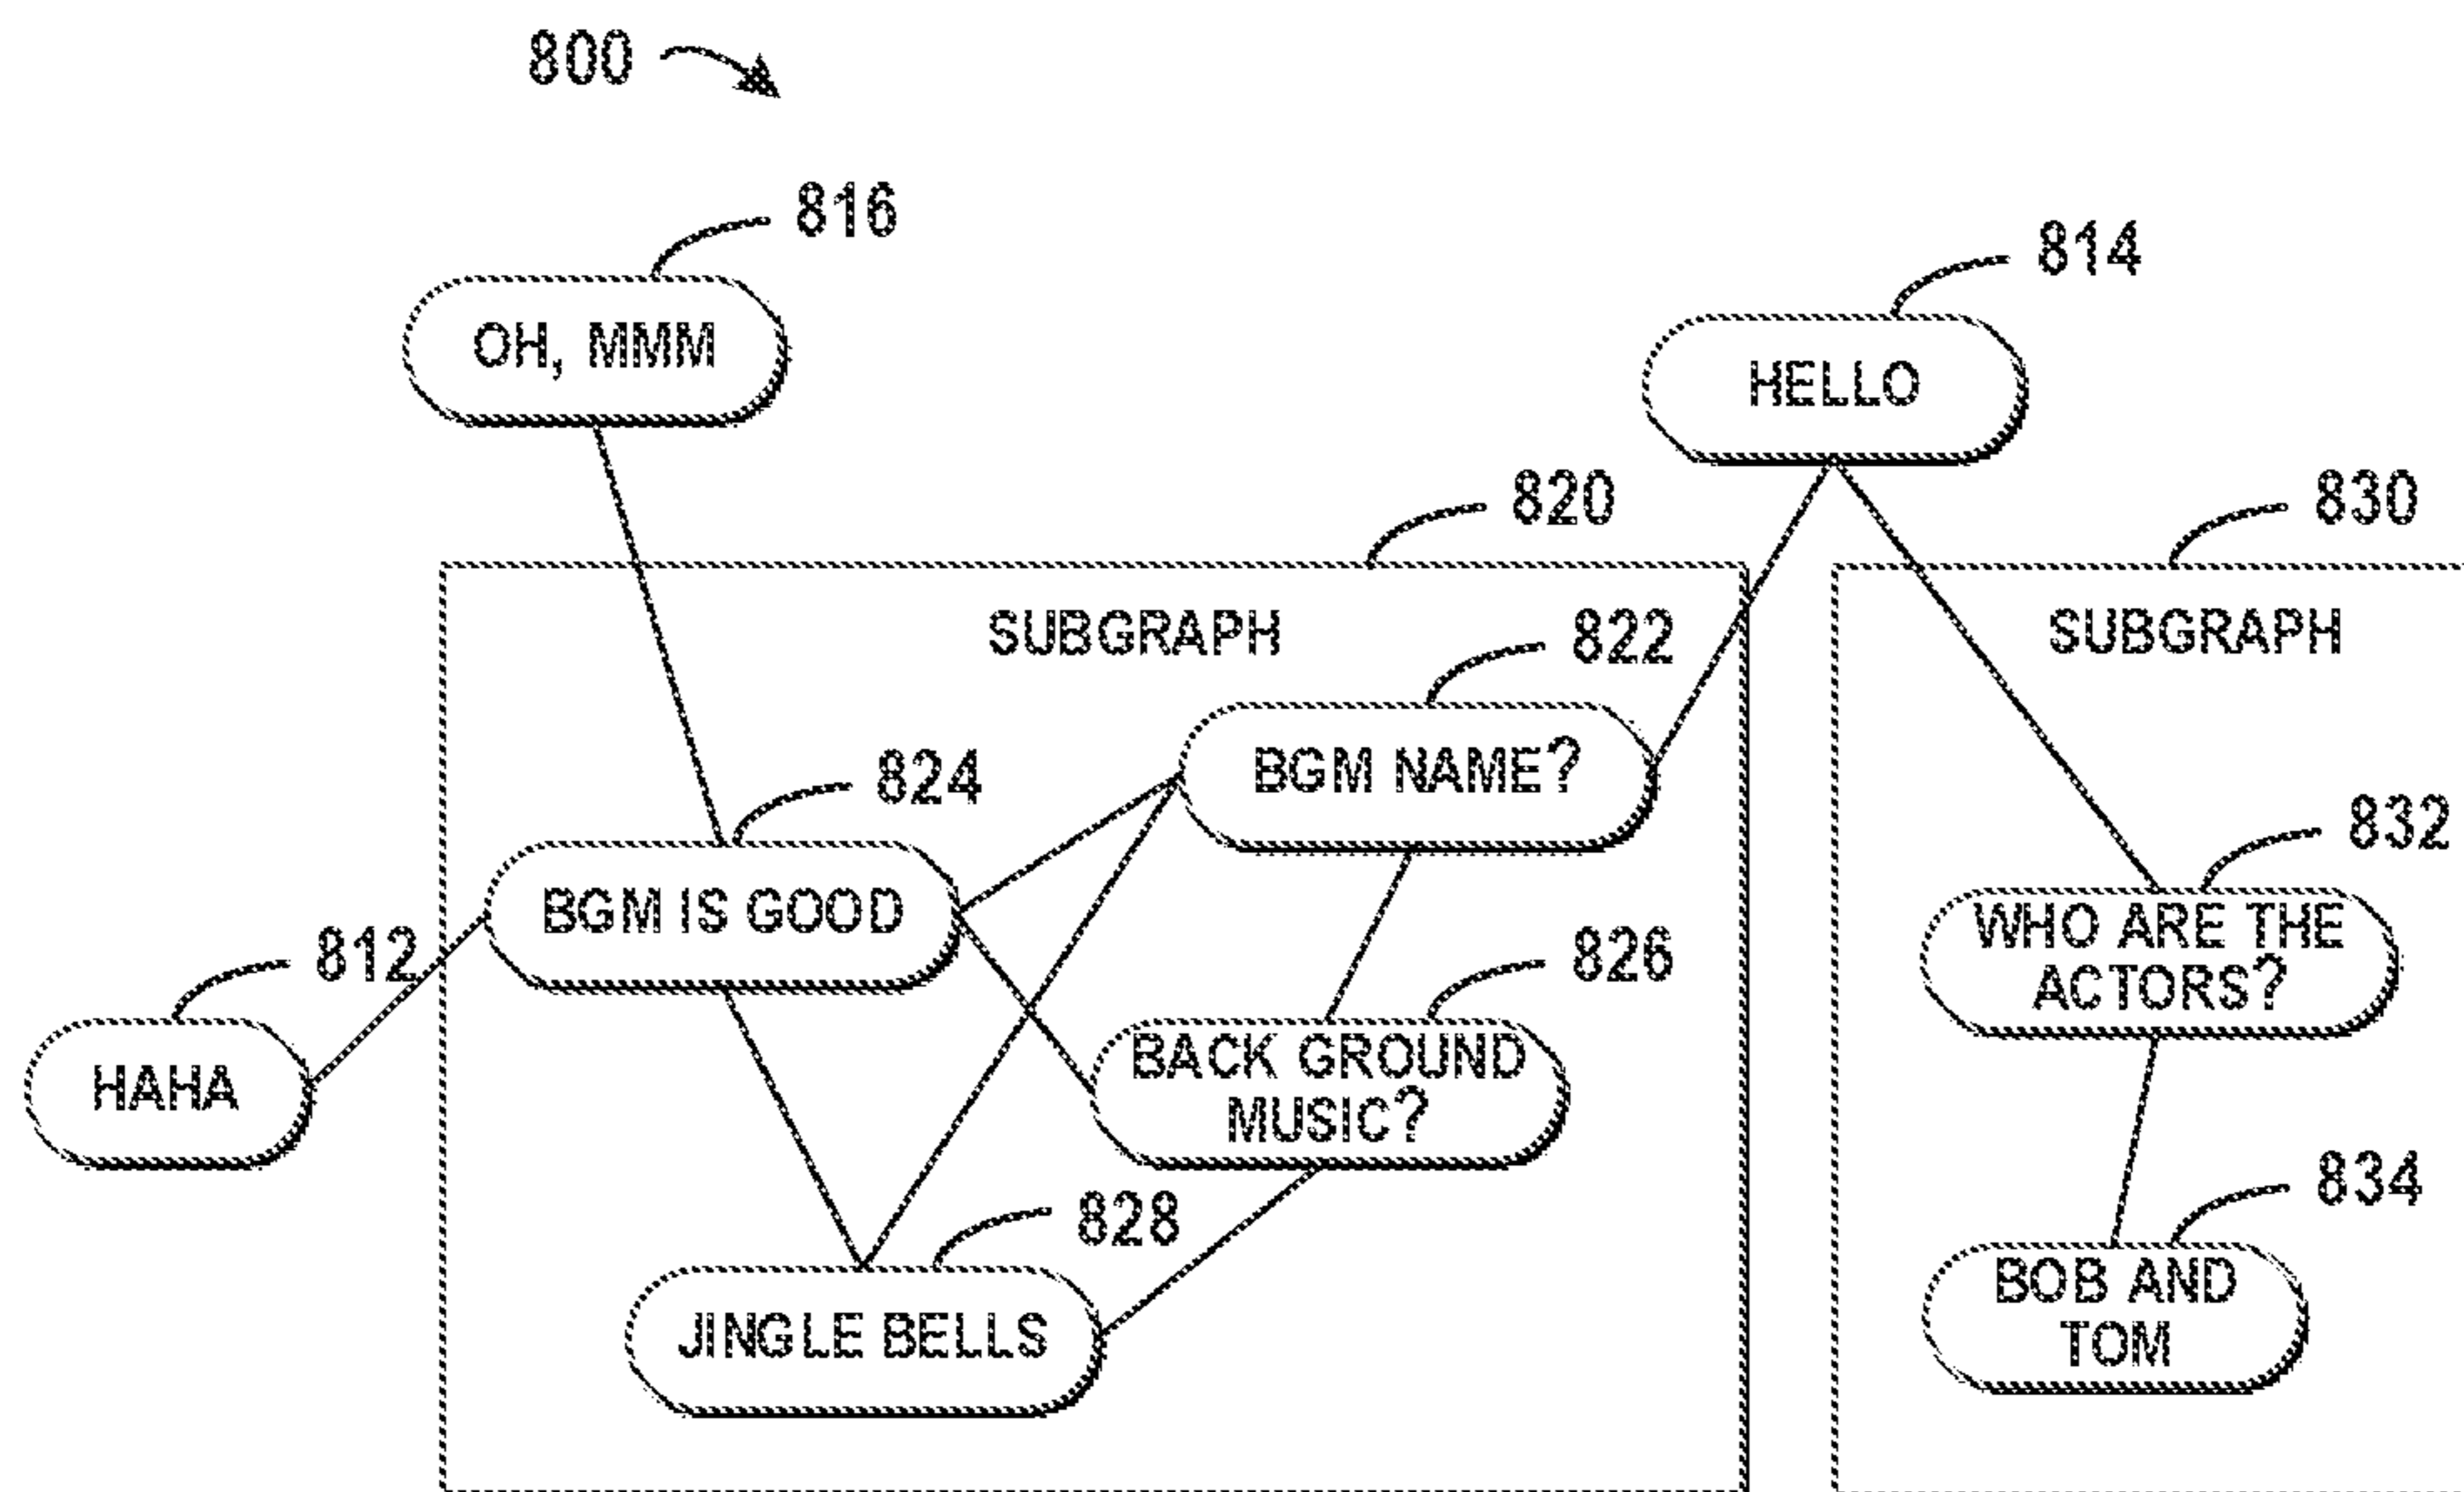 800
816
OH, MMM
814
HELLO
820
830
SUBGRAPH
SUBGRAPH
822
BGM NAME?
824
BGM IS GOOD
832
WHO ARE THE
ACTORS?
812
HAHA
826
BACK GROUND
MUSIC?
828
JINGLE BELLS
834
BOB AND
TOM